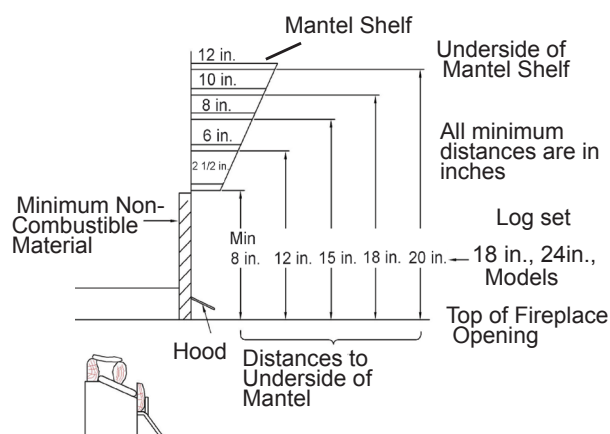 Mantel Shelf
12 in.
Underside of
Mantel Shelf
10 in.
8 in.
6 in.
2 1/2 in.
All minimum
distances are in
inches
Minimum Non-
Combustible
Material
Log set
Min
8 in. 12 in. 15 in. 18 in. 20 in.
18 in., 24in.,
Models
Top of Fireplace
Opening
Hood
Distances to
Underside of
Mantel